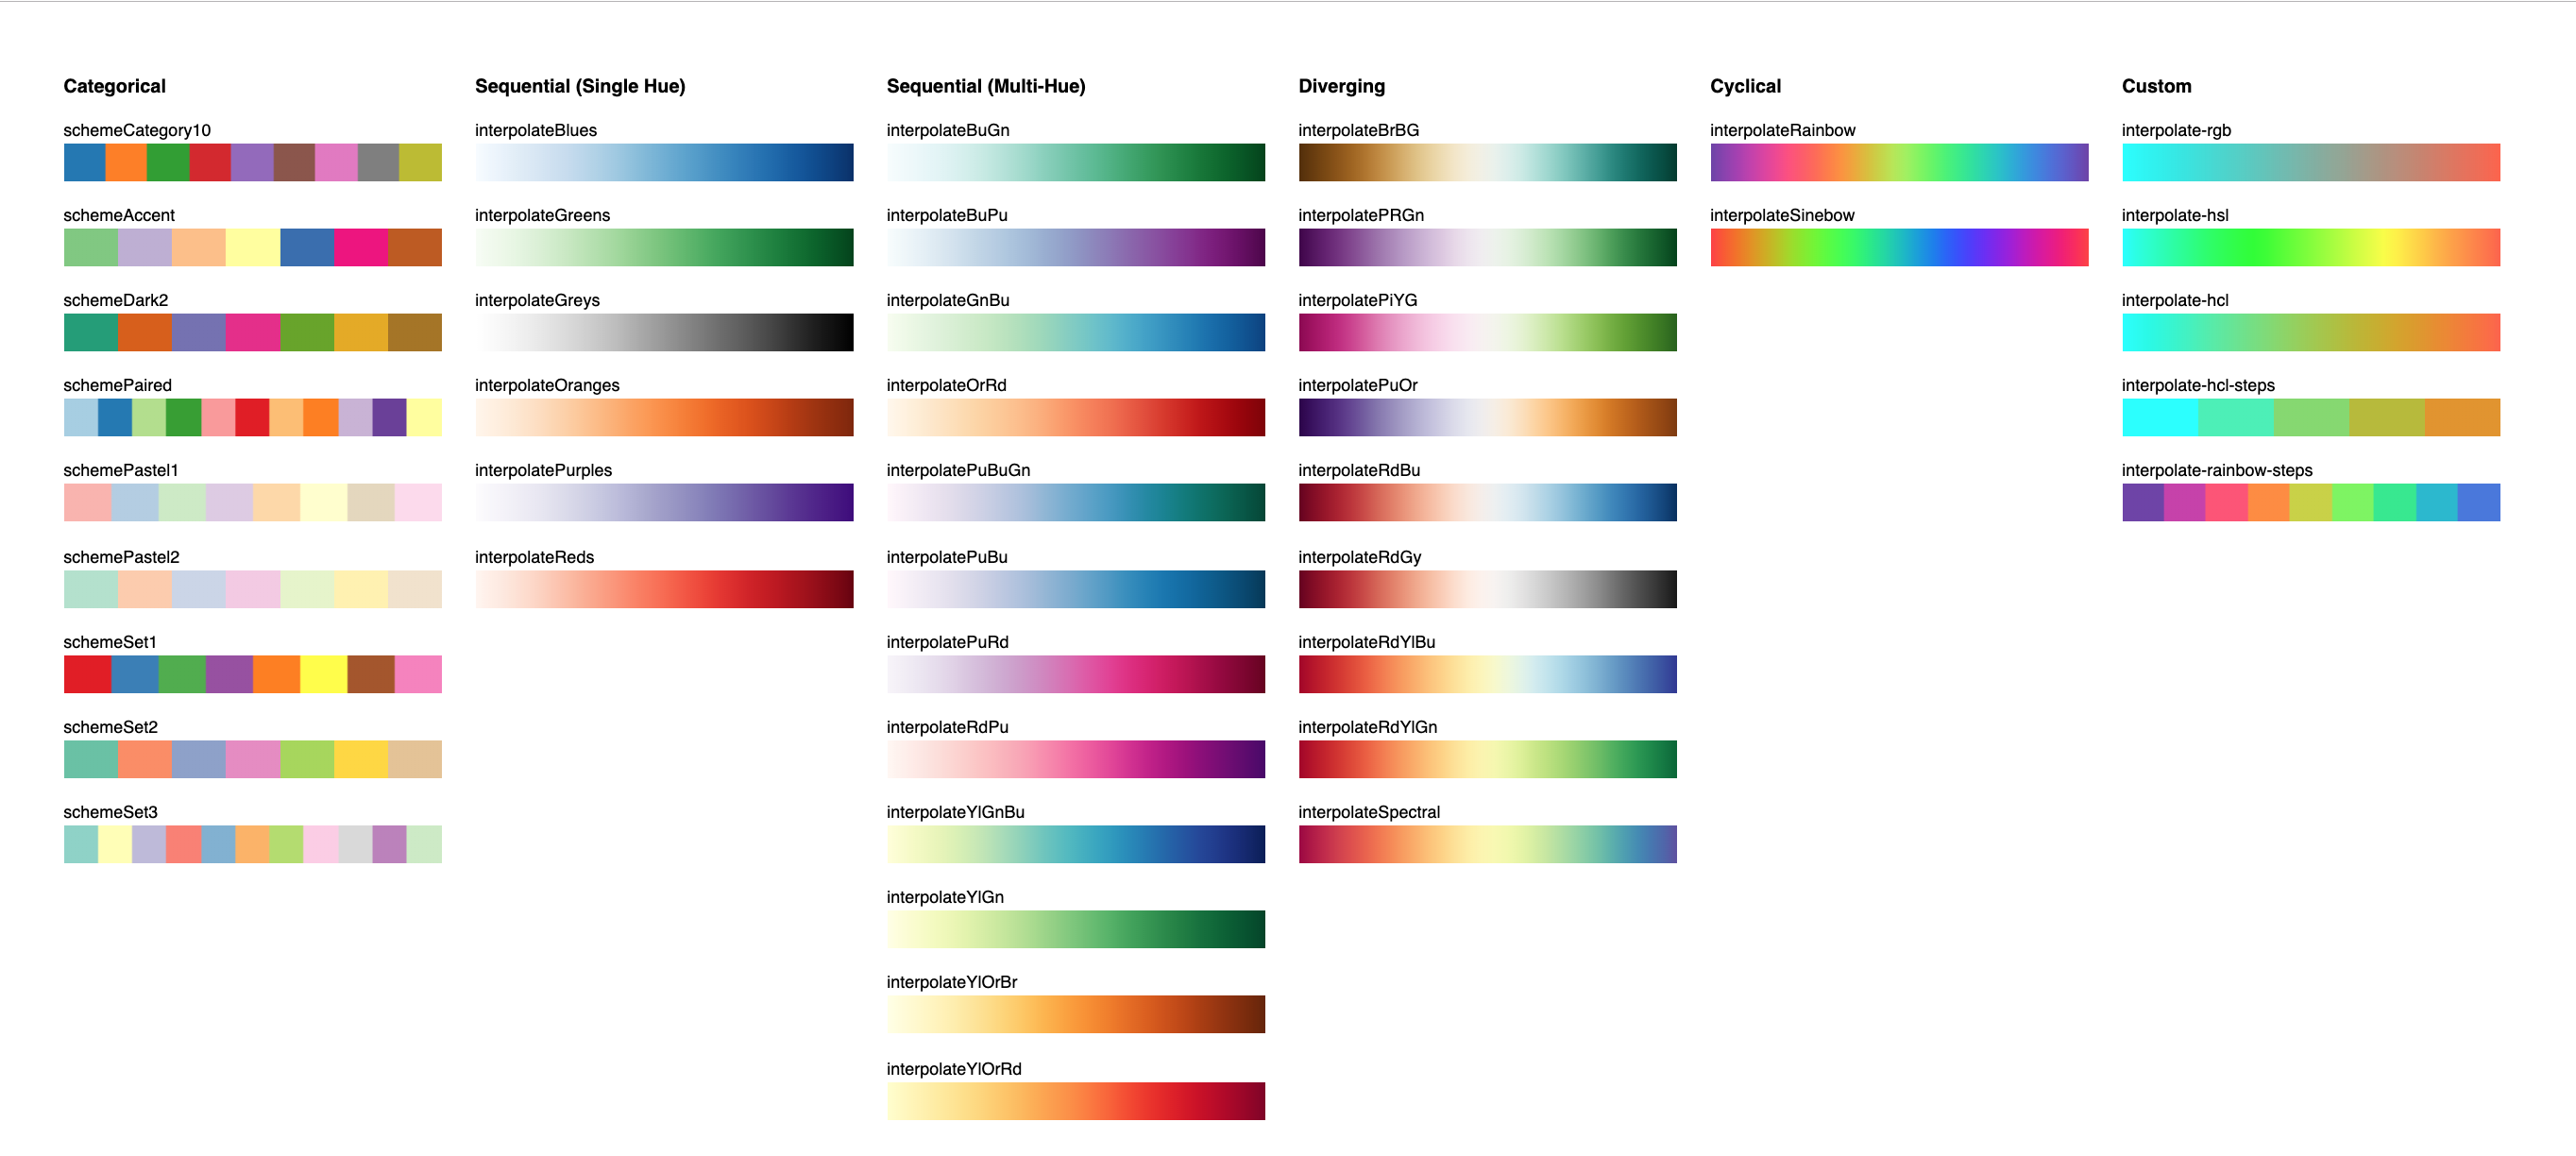 Categorical
schemeCategory10
schemeAccent
schemeDark2
schemePaired
schemePastel1
schemePastel2
schemeSet1
schemeSet2
schemeSet3
Sequential (Single Hue)
interpolateBlues
interpolateGreens
interpolateGreys
interpolateOranges
interpolatePurples
interpolateReds
Sequential (Multi-Hue)
interpolateBuGn
interpolateBuPu
interpolateGnBu
interpolateOrRd
interpolatePuBuGn
interpolatePuBu
interpolatePuRd
interpolateRdPu
interpolateYlGnBu
interpolateYlGn
interpolateYlOrBr
interpolateYlOrRd
Diverging
interpolateBrBG
interpolatePRGn
interpolatePiYG
interpolatePuOr
interpolateRdBu
interpolateRdGy
interpolateRdYlBu
interpolateRdYlGn
interpolateSpectral
Cyclical
interpolateRainbow
interpolateSinebow
Custom
interpolate-rgb
interpolate-hsl
interpolate-hcl
interpolate-hcl-steps
interpolate-rainbow-steps